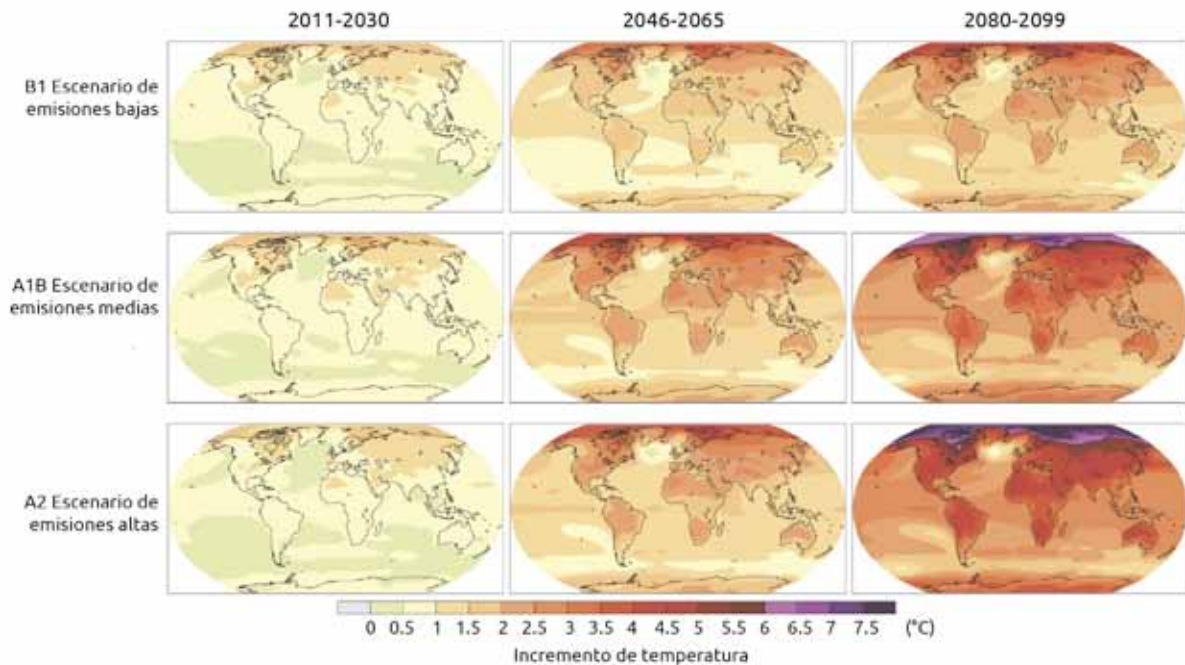 2011-2030
2046-2065
2080-2099
B1 Escenario de
emisiones bajas
A1B Escenario de
emisiones medias
A2 Escenario de
emisiones altas
0 0.5 1 1.5 2 2.5 3 3.5 4 4.5 5 5.5 6 6.5 7 7.5 (°C)
Incremento de temperatura